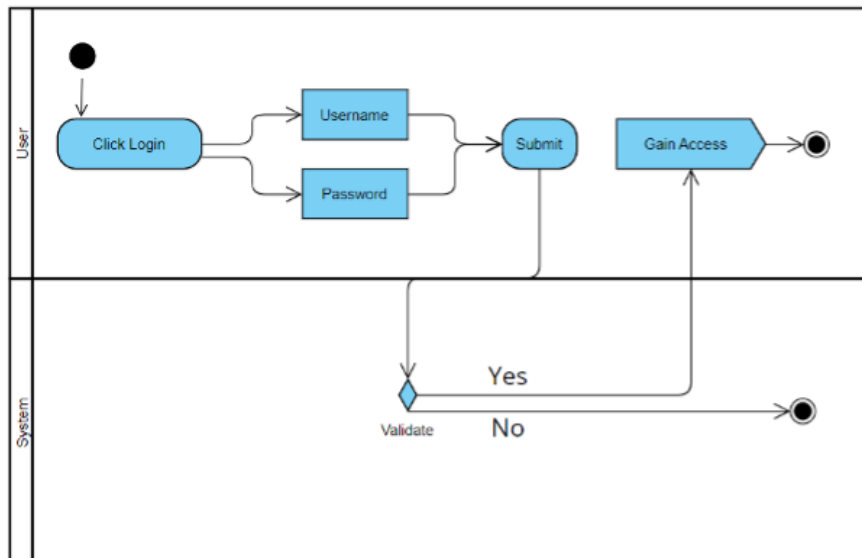 User
Click Login
Username
Password
Submit
Gain Access
System
Validate
Yes
No